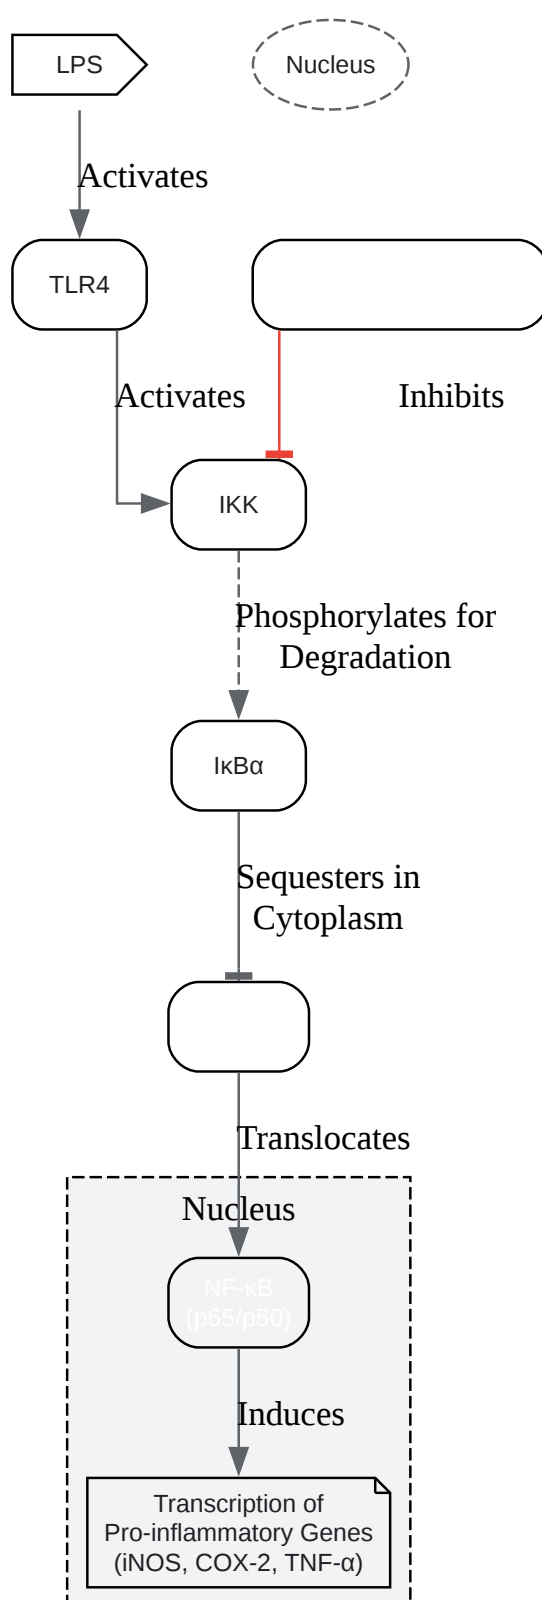 LPS
Nucleus
Activates
TLR4
Activates
Inhibits
IKK
Phosphorylates for
Degradation
IκBα
Sequesters in
Cytoplasm
Translocates
Nucleus
NF-κB
(p65/p50)
Induces
Transcription of
Pro-inflammatory Genes
(iNOS, COX-2, TNF-α)